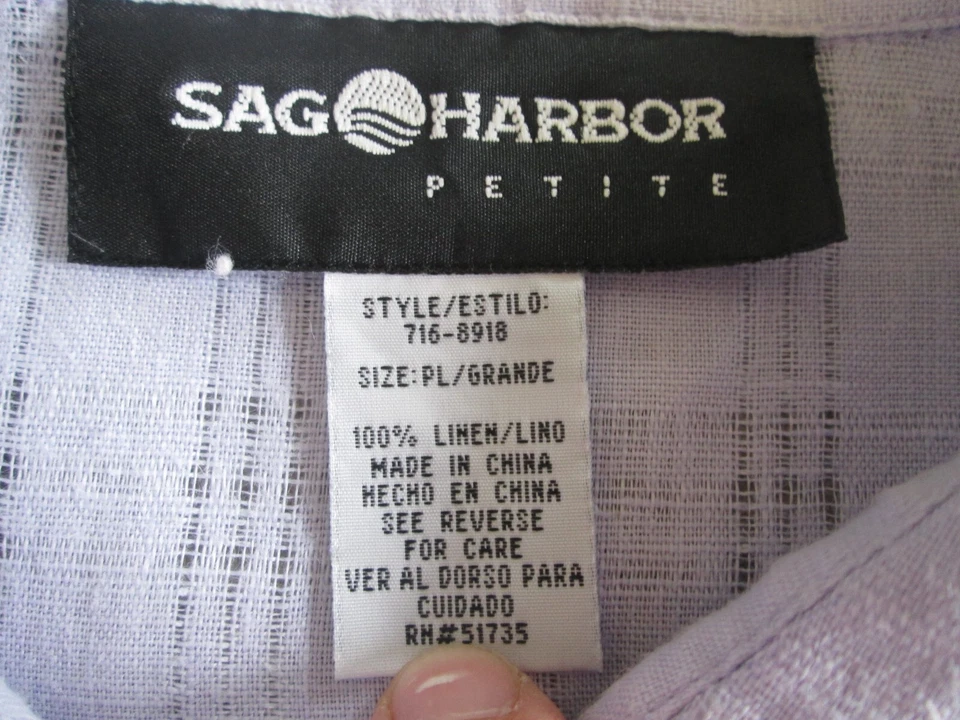 SAG HARBOR
PETITE
STYLE/ESTILO:
716-8918
SIZE:PL/GRANDE
100% LINEN/LINO
MADE IN CHINA
HECHO EN CHINA
SEE REVERSE
FOR CARE
VER AL DORSO PARA
CUIDADO
RN#51735